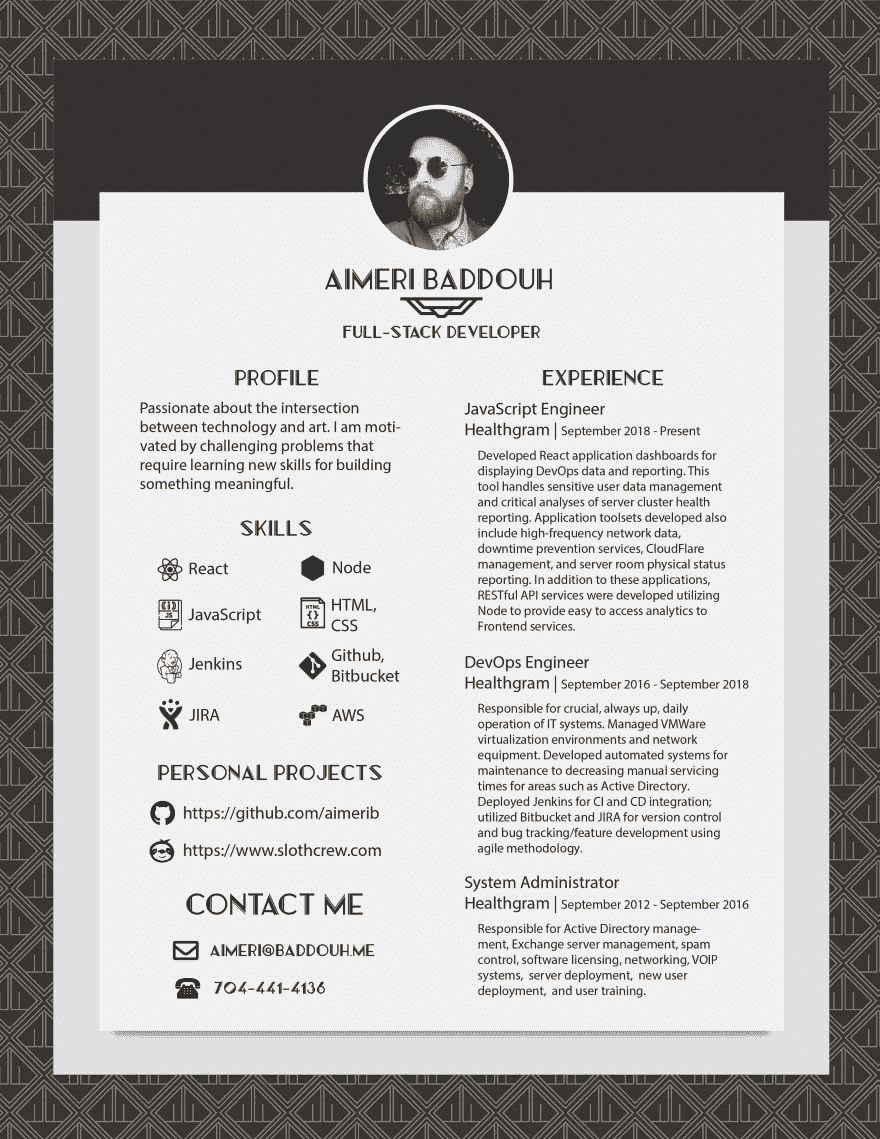 AIMERI BADDOUH
FULL-STACK DEVELOPER
PROFILE
Passionate about the intersection
between technology and art. I am moti-
vated by challenging problems that
require learning new skills for building
something meaningful.
SKILLS
React
Node
JavaScript
HTML,
CSS
Jenkins
Github,
Bitbucket
JIRA
AWS
PERSONAL PROJECTS
https://github.com/aimerib
https://www.slothcrew.com
CONTACT ME
AIMERI@BADDOUH.ME
704-441-4136
EXPERIENCE
JavaScript Engineer
Healthgram | September 2018 - Present
Developed React application dashboards for
displaying DevOps data and reporting. This
tool handles sensitive user data management
and critical analyses of server cluster health
reporting. Application toolsets developed also
include high-frequency network data,
downtime prevention services, CloudFlare
management, and server room physical status
reporting. In addition to these applications,
RESTful API services were developed utilizing
Node to provide easy to access analytics to
Frontend services.
DevOps Engineer
Healthgram | September 2016 - September 2018
Responsible for crucial, always up, daily
operation of IT systems. Managed VMWare
virtualization environments and network
equipment. Developed automated systems for
maintenance to decreasing manual servicing
times for areas such as Active Directory.
Deployed Jenkins for CI and CD integration;
utilized Bitbucket and JIRA for version control
and bug tracking/feature development using
agile methodology.
System Administrator
Healthgram | September 2012 - September 2016
Responsible for Active Directory manage-
ment, Exchange server management, spam
control, software licensing, networking, VOIP
systems, server deployment, new user
deployment, and user training.